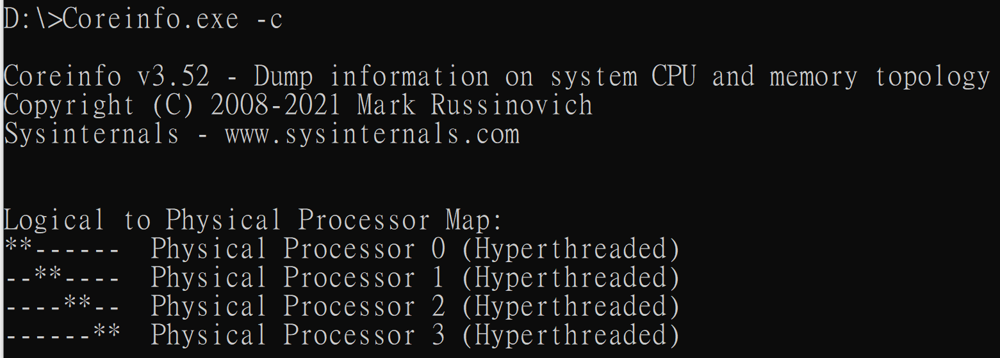 D:\>Coreinfo.exe -c
Coreinfo v3.52 - Dump information on system CPU and memory topology
Copyright (C) 2008-2021 Mark Russinovich
Sysinternals - www.sysinternals.com
Logical to Physical Processor Map:
**------  Physical Processor 0 (Hyperthreaded)
--**----  Physical Processor 1 (Hyperthreaded)
----**--  Physical Processor 2 (Hyperthreaded)
------**  Physical Processor 3 (Hyperthreaded)